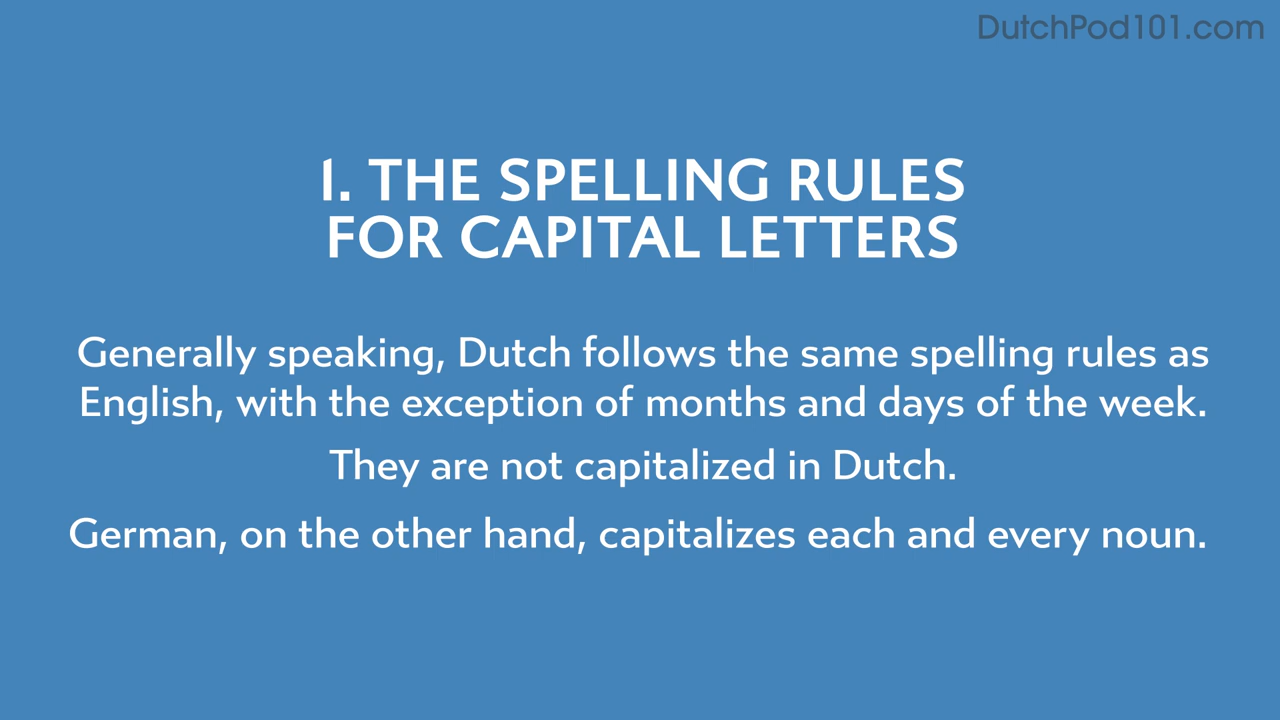 DutchPod101.com
1. THE SPELLING RULES
FOR CAPITAL LETTERS
Generally speaking, Dutch follows the same spelling rules as
English, with the exception of months and days of the week.
They are not capitalized in Dutch.
German, on the other hand, capitalizes each and every noun.